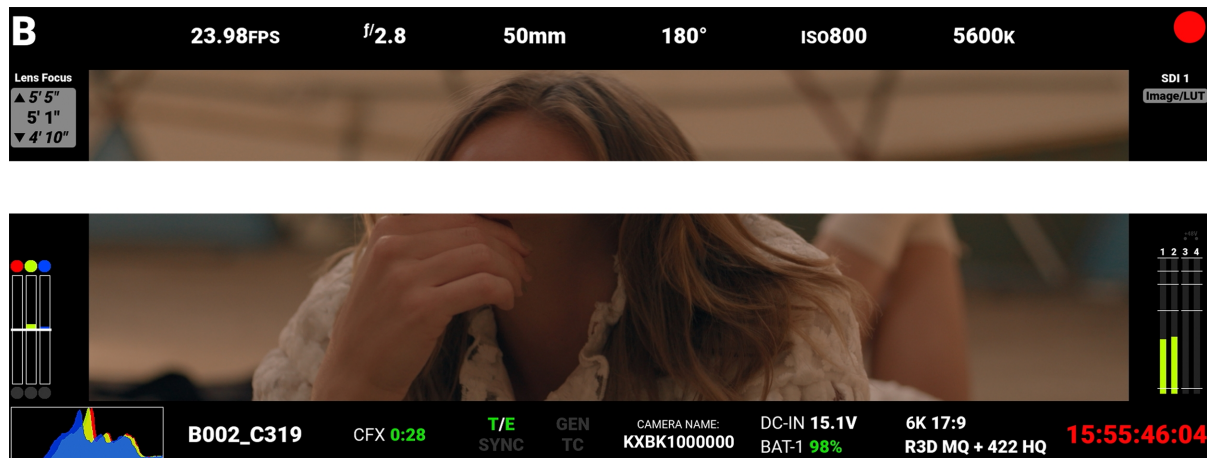 B
23.98FPS
ƒ/2.8
50mm
180°
ISO800
5600K
Lens Focus
▲ 5' 5"
5' 1"
▼ 4' 10"
SDI 1
Image/LUT
+48V
1 2 3 4
B002_C319
CFX 0:28
T/E
SYNC
GEN
TC
CAMERA NAME:
KXBK1000000
DC-IN 15.1V
BAT-1 98%
6K 17:9
R3D MQ + 422 HQ
15:55:46:04